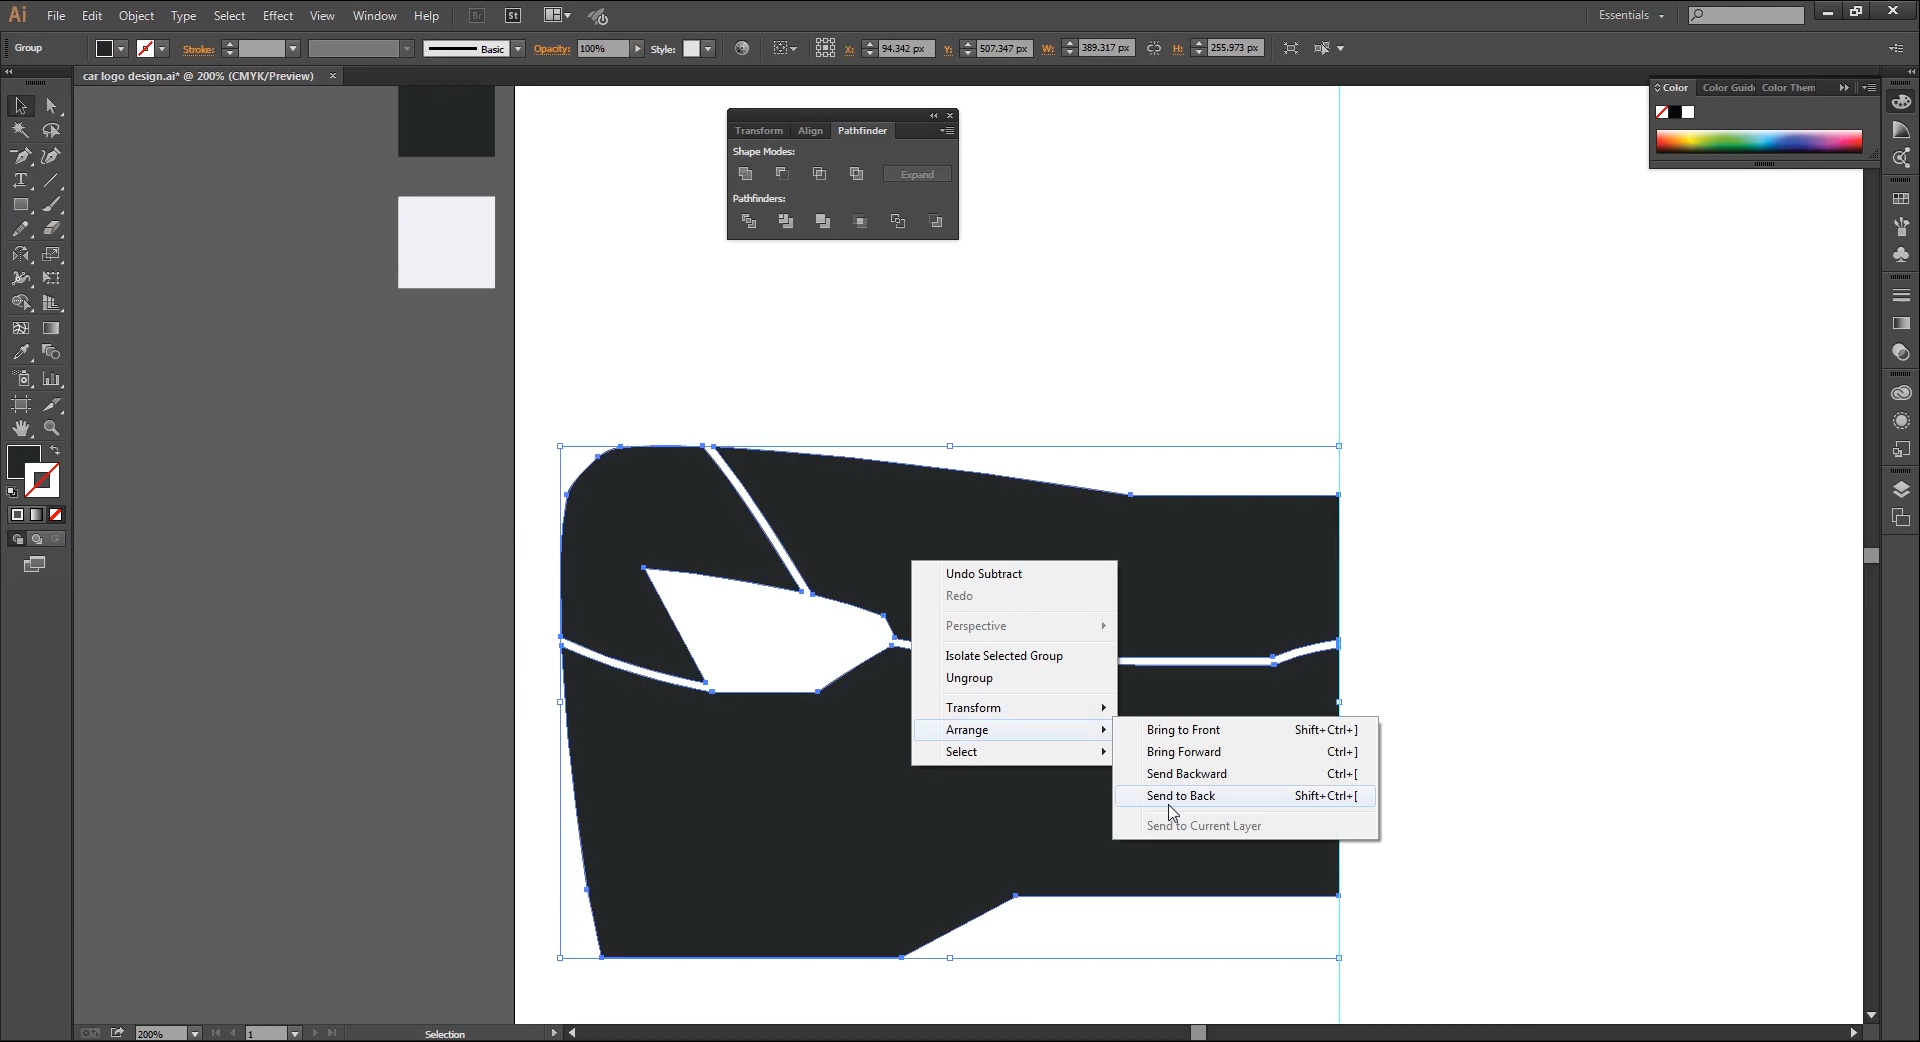 Ai File Edit Object Type Select Effect View Window Help Br St Essentials
Group Stroke: Basic Opacity: 100% Style: X: 94.342 px Y: 507.347 px W: 389.317 px H: 255.973 px
car logo design.ai* @ 200% (CMYK/Preview)
Color Color Guide Color Them
Transform Align Pathfinder
Shape Modes:
Expand
Pathfinders:
Undo Subtract
Redo
Perspective
Isolate Selected Group
Ungroup
Transform
Arrange
Select
Bring to Front Shift+Ctrl+]
Bring Forward Ctrl+]
Send Backward Ctrl+[
Send to Back Shift+Ctrl+[
Send to Current Layer
200% 1 Selection